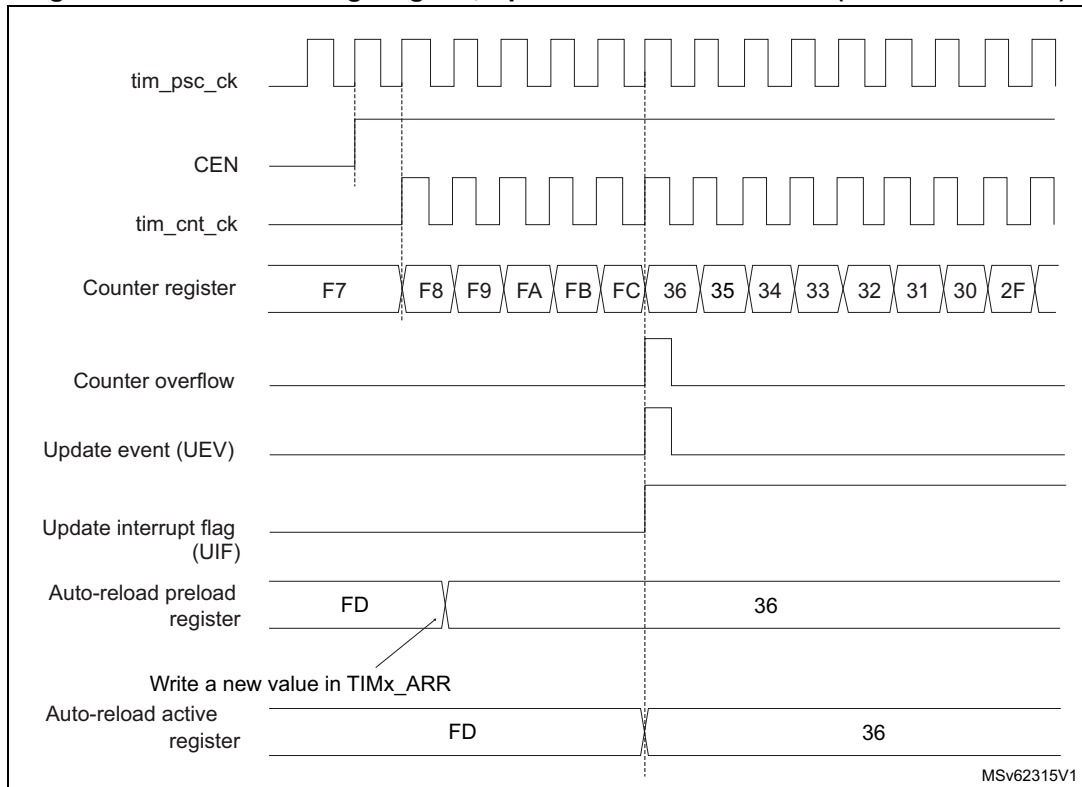 tim_psc_ck
CEN
tim_cnt_ck
Counter register F7 F8 F9 FA FB FC 36 35 34 33 32 31 30 2F
Counter overflow
Update event (UEV)
Update interrupt flag
(UIF)
Auto-reload preload
register
FD 36
Write a new value in TIMx_ARR
Auto-reload active
register
FD 36
MSv62315V1